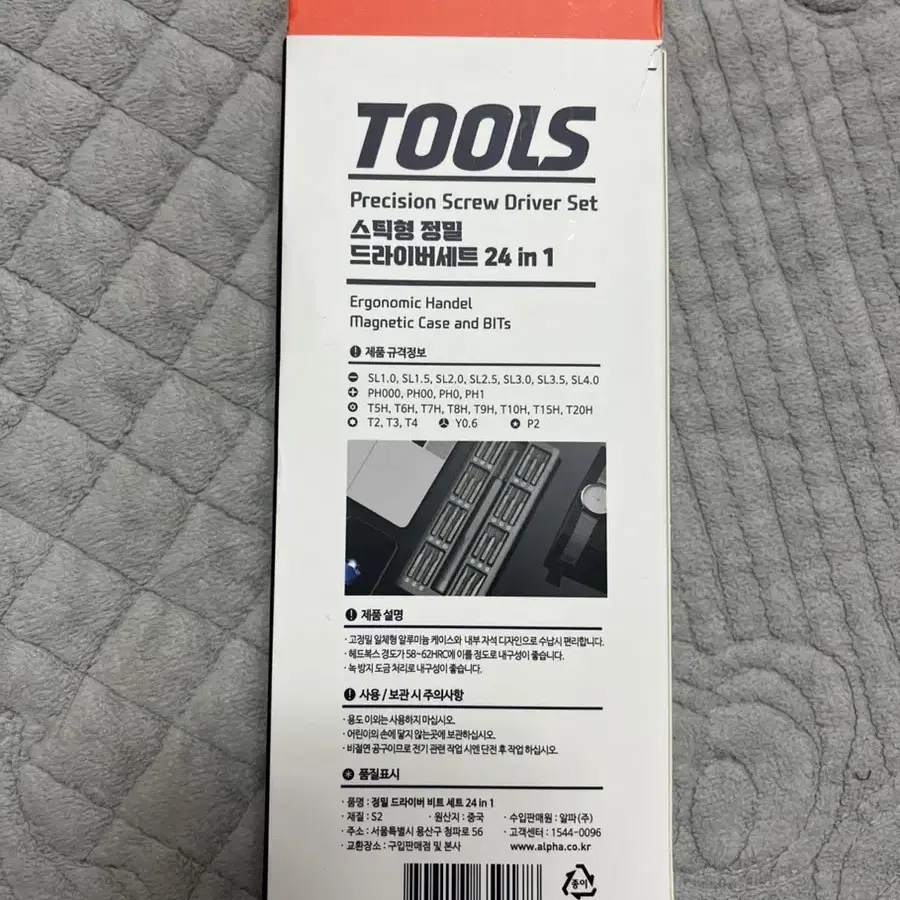 TOOLS
Precision Screw Driver Set
스틱형 정밀
드라이버세트 24 in 1
Ergonomic Handel
Magnetic Case and BITs
제품 규격정보
SL1.0, SL1.5, SL2.0, SL2.5, SL3.0, SL3.5, SL4.0
PH000, PH00, PH0, PH1
T5H, T6H, T7H, T8H, T9H, T10H, T15H, T20H
T2, T3, T4 Y0.6 P2
제품 설명
· 고정밀 일체형 알루미늄 케이스와 내부 자석 디자인으로 수납시 편리합니다.
· 헤드복스 경도가 58~62HRC에 이를 정도로 내구성이 좋습니다.
· 녹 방지 도금 처리로 내구성이 좋습니다.
사용 / 보관 시 주의사항
· 용도 이외는 사용하지 마십시오.
· 어린이의 손에 닿지 않는곳에 보관하십시오.
· 비절연 공구이므로 전기 관련 작업 시엔 단전 후 작업 하십시오.
품질표시
· 품명 : 정밀 드라이버 비트 세트 24 in 1
· 재질 : S2 · 원산지 : 중국 · 수입판매원 : 알파(주)
· 주소 : 서울특별시 용산구 청파로 56 · 고객센터 : 1544-0096
· 교환장소 : 구입판매점 및 본사 www.alpha.co.kr
종이